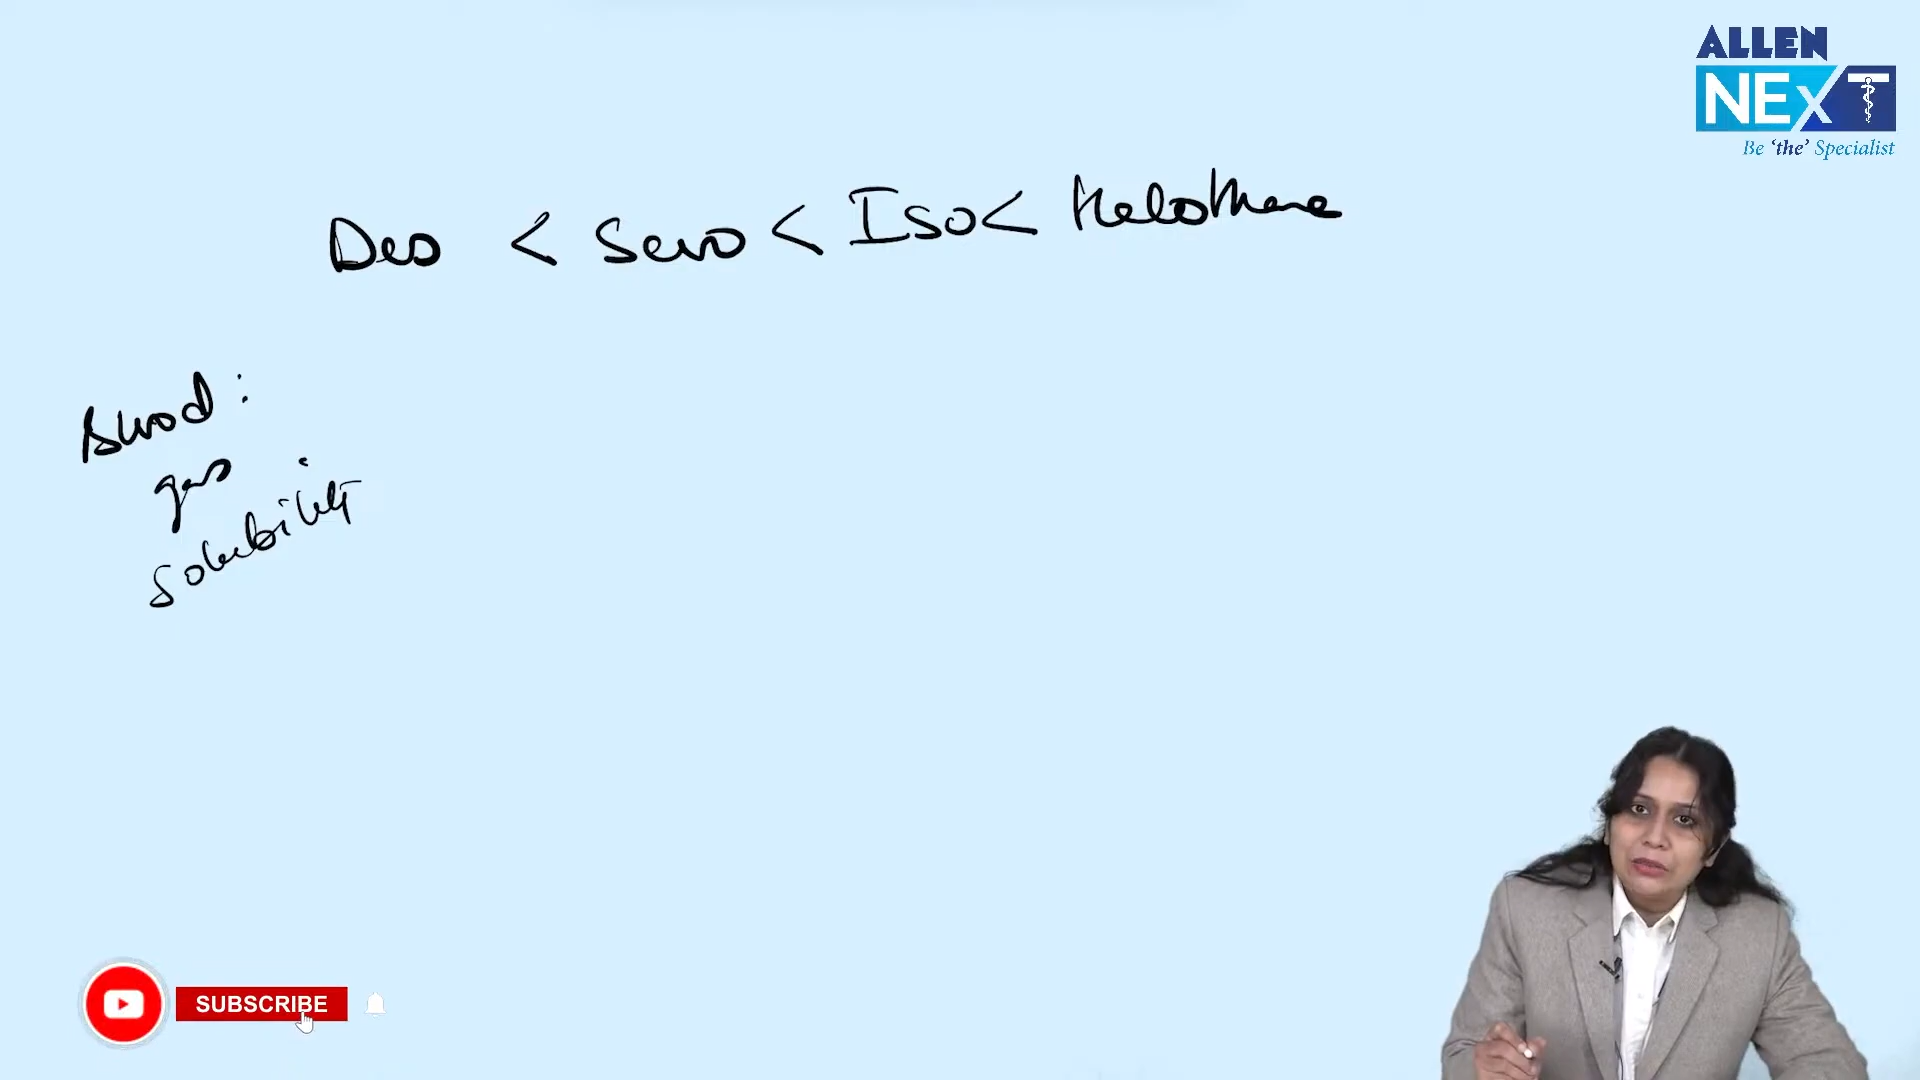 ALLEN
NEXT
Be 'the' Specialist
Des < Sevo < Iso < Halothane
Blood :
gas
solubility
SUBSCRIBE